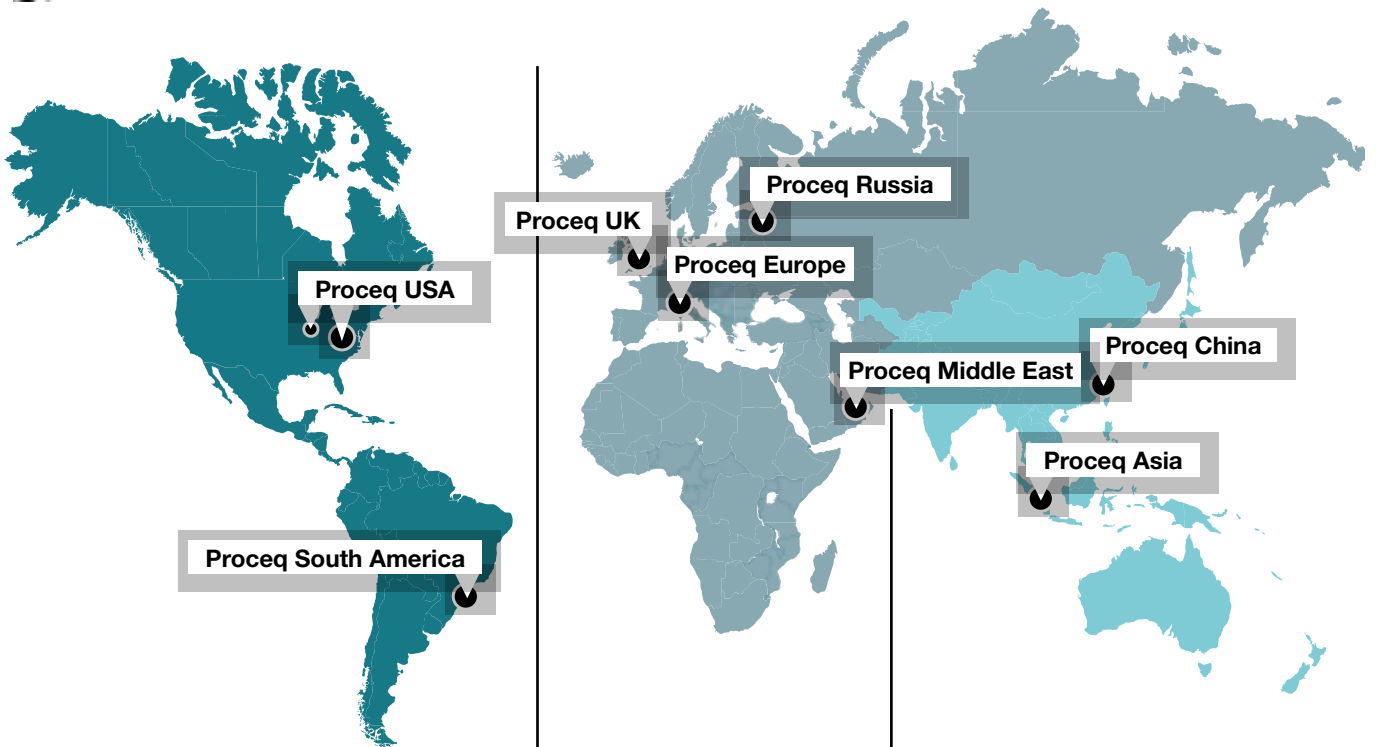 Proceq Russia
Proceq UK
Proceq Europe
Proceq USA
Proceq China
Proceq Middle East
Proceq Asia
Proceq South America